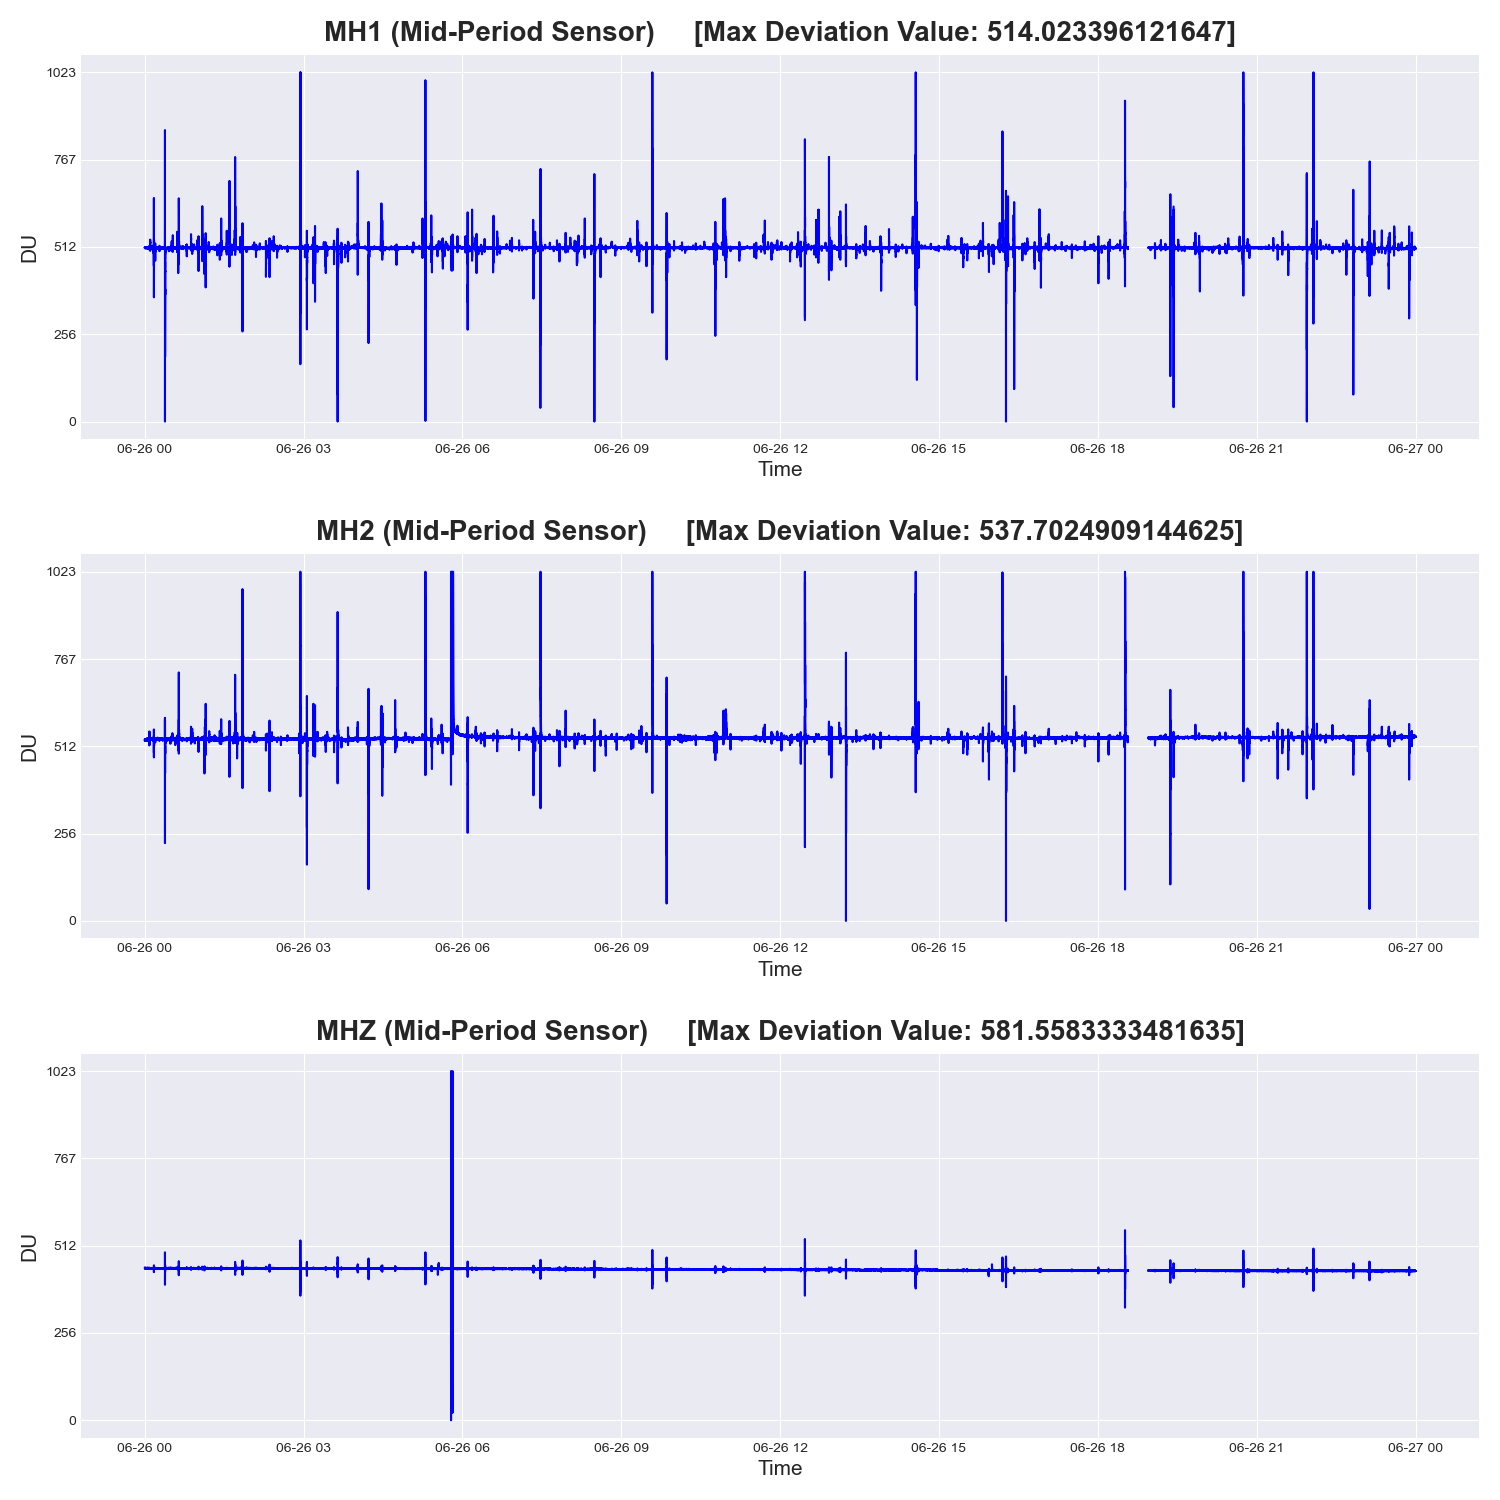 MH1 (Mid-Period Sensor) [Max Deviation Value: 514.023396121647]
1023
767
512
256
0
DU
06-26 00 06-26 03 06-26 06 06-26 09 06-26 12 06-26 15 06-26 18 06-26 21 06-27 00
Time
MH2 (Mid-Period Sensor) [Max Deviation Value: 537.7024909144625]
1023
767
512
256
0
DU
06-26 00 06-26 03 06-26 06 06-26 09 06-26 12 06-26 15 06-26 18 06-26 21 06-27 00
Time
MHZ (Mid-Period Sensor) [Max Deviation Value: 581.5583333481635]
1023
767
512
256
0
DU
06-26 00 06-26 03 06-26 06 06-26 09 06-26 12 06-26 15 06-26 18 06-26 21 06-27 00
Time